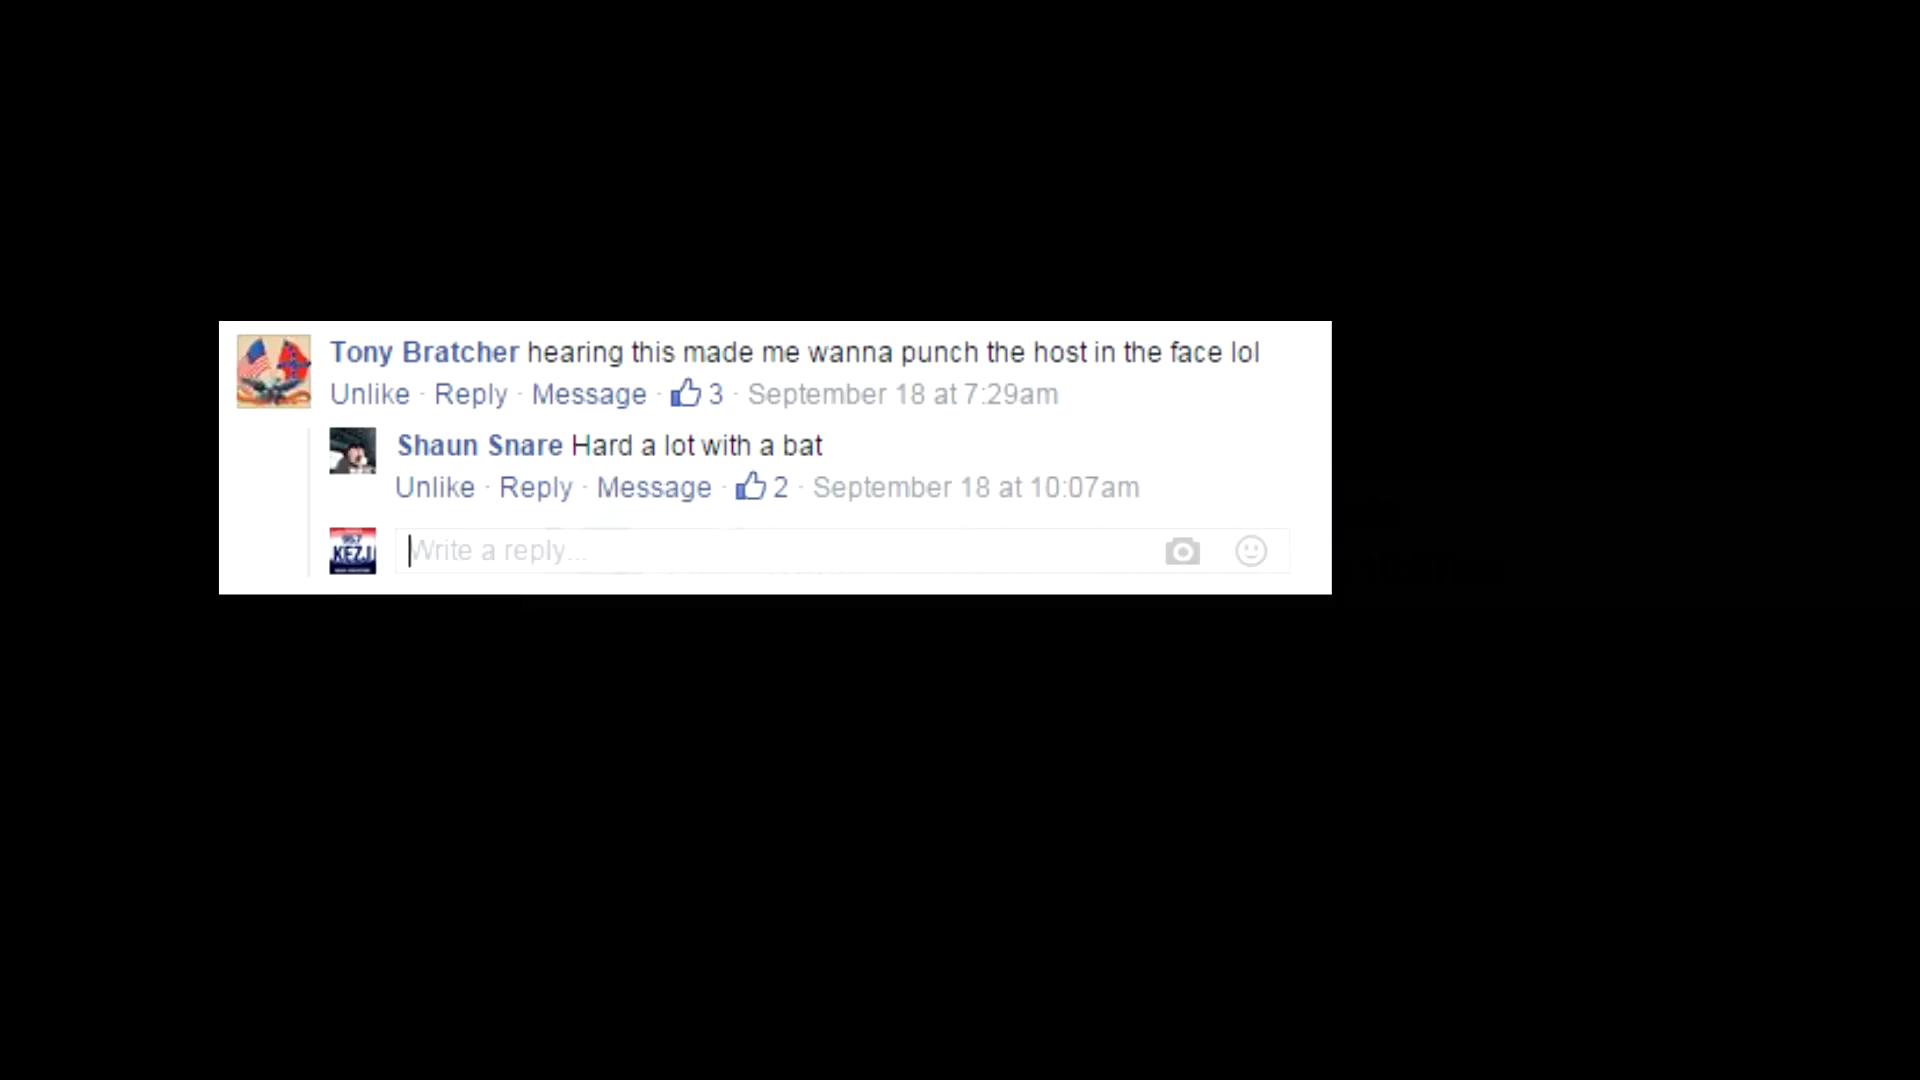 Tony Bratcher hearing this made me wanna punch the host in the face lol
Unlike · Reply · Message · 3 · September 18 at 7:29am
Shaun Snare Hard a lot with a bat
Unlike · Reply · Message · 2 · September 18 at 10:07am
KEZJ
Write a reply...